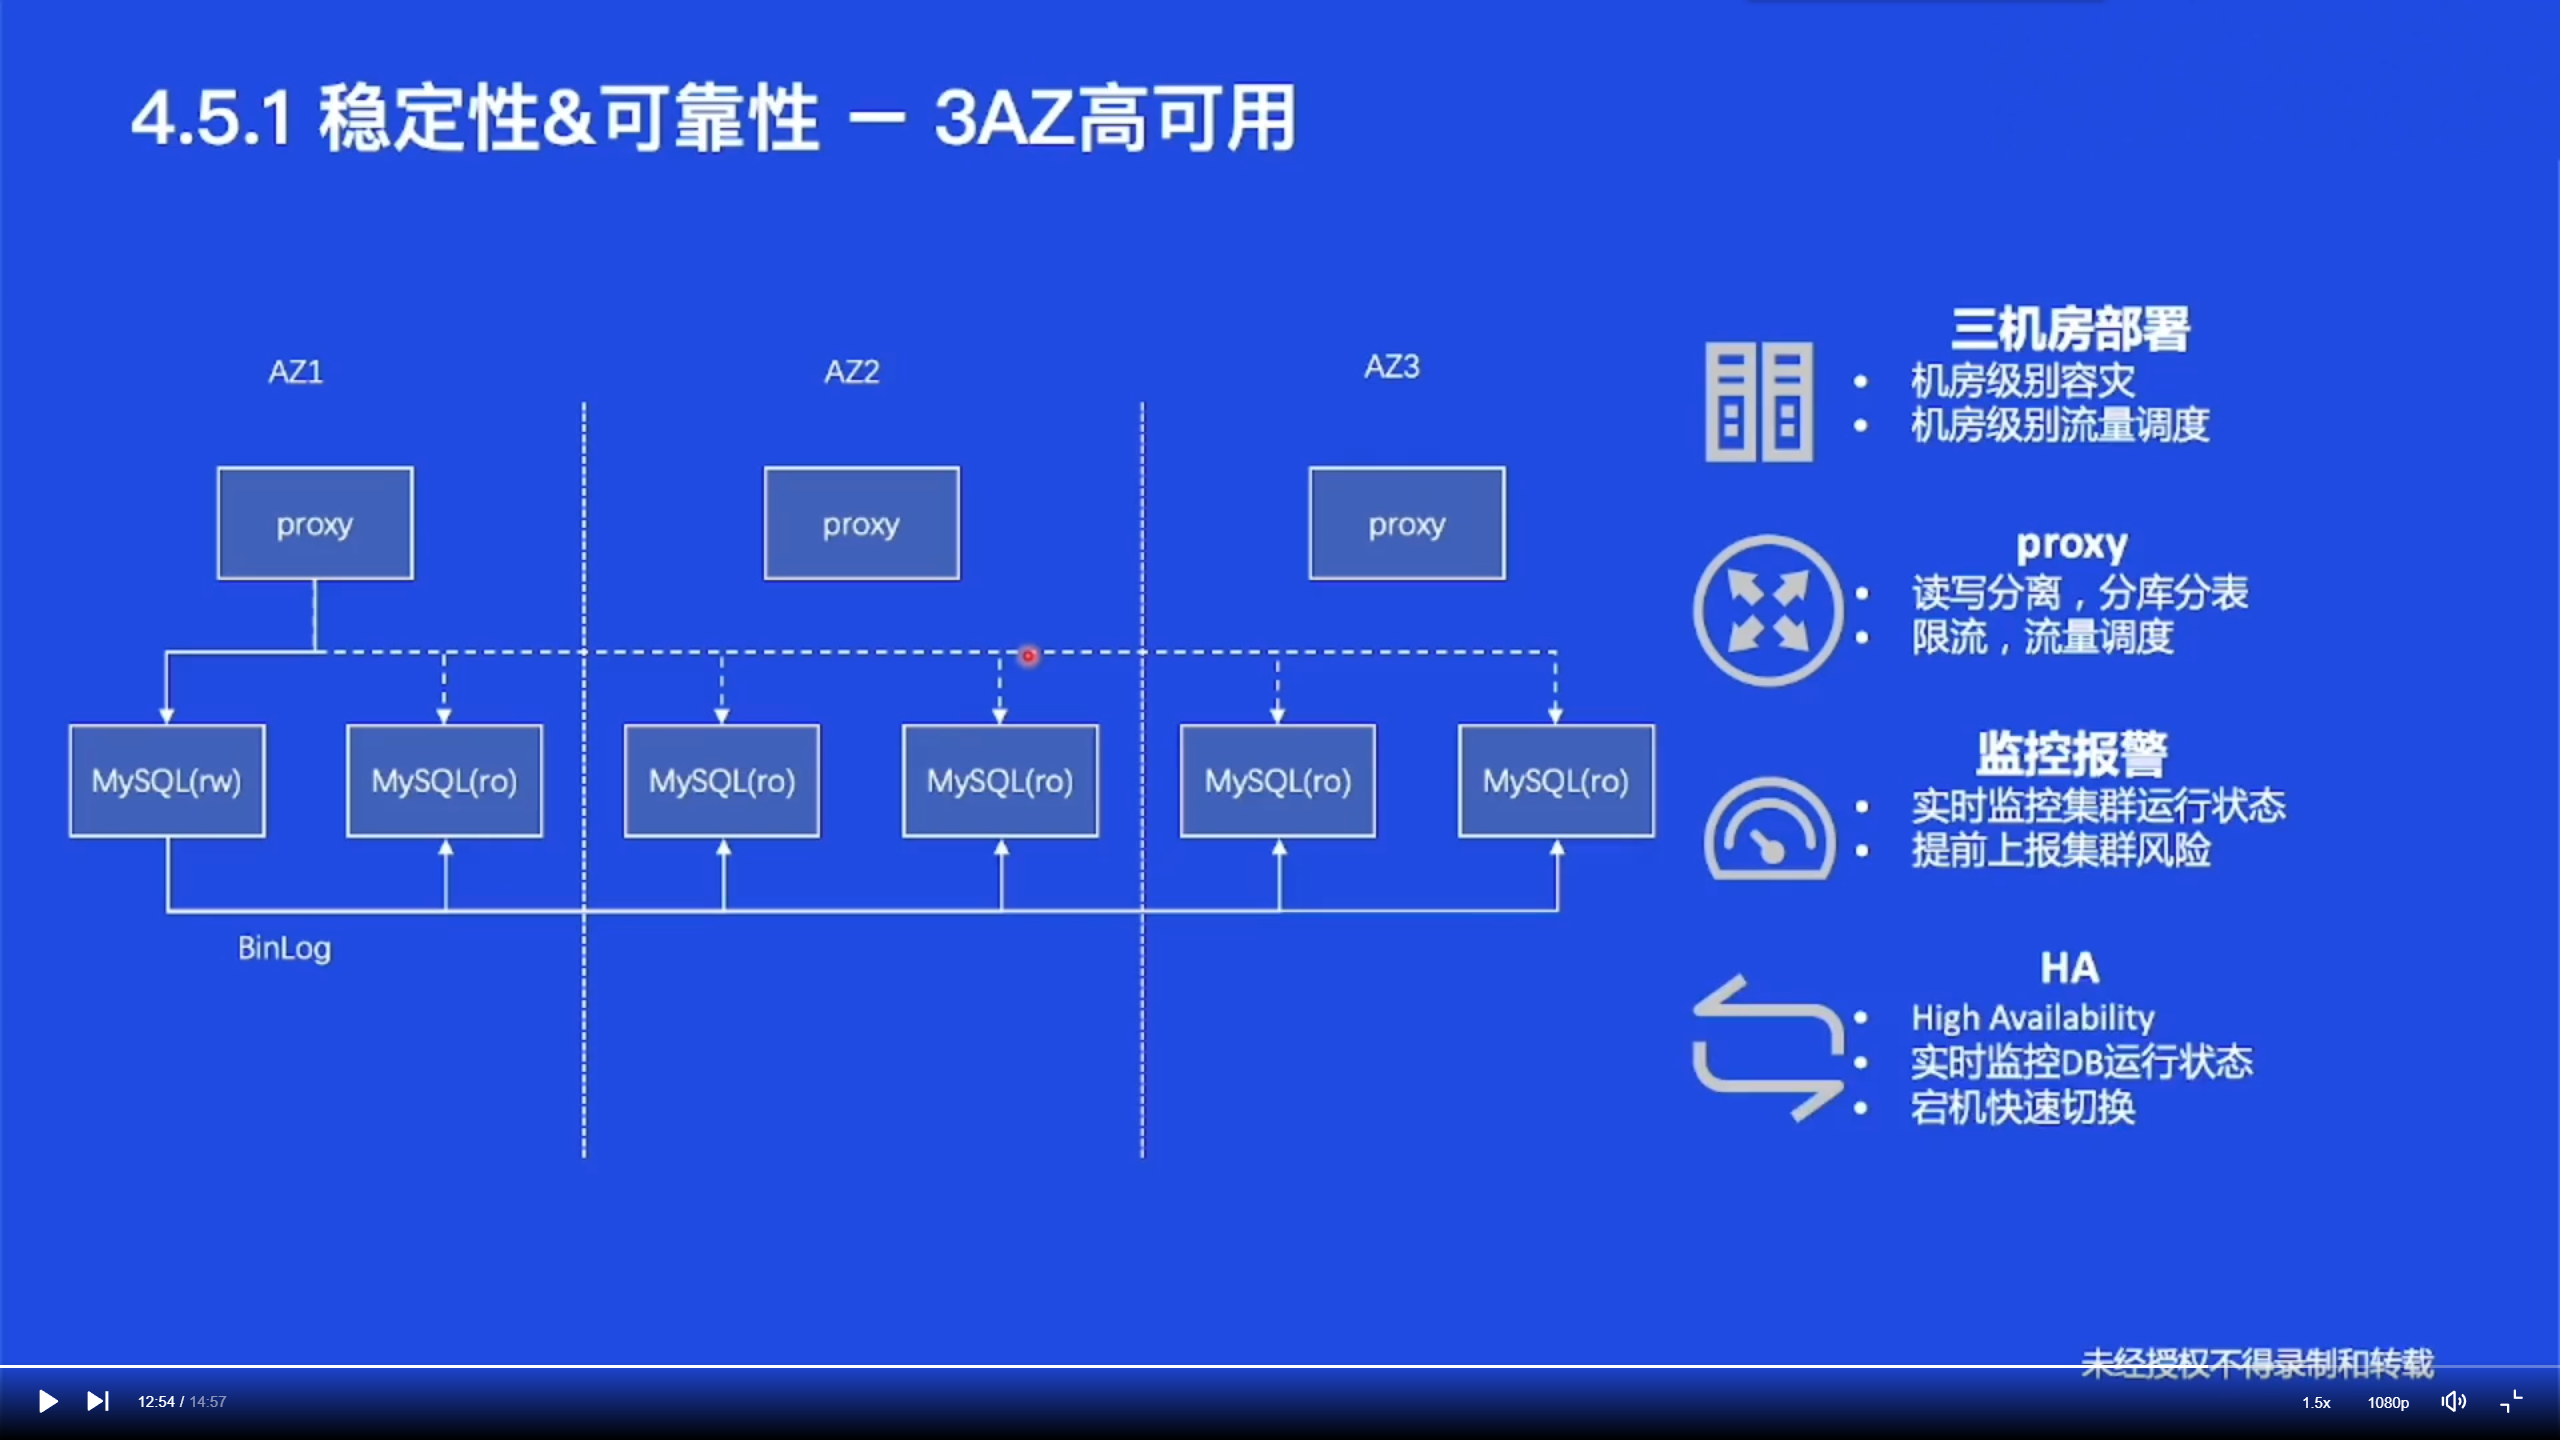 4.5.1 稳定性&可靠性 － 3AZ高可用
AZ1
AZ2
AZ3
proxy
proxy
proxy
MySQL(rw)
MySQL(ro)
MySQL(ro)
MySQL(ro)
MySQL(ro)
MySQL(ro)
BinLog
三机房部署
• 机房级别容灾
• 机房级别流量调度
proxy
• 读写分离，分库分表
• 限流，流量调度
监控报警
• 实时监控集群运行状态
• 提前上报集群风险
HA
• High Availability
• 实时监控DB运行状态
• 宕机快速切换
未经授权不得录制和转载
12:54 / 14:57
1.5x
1080p